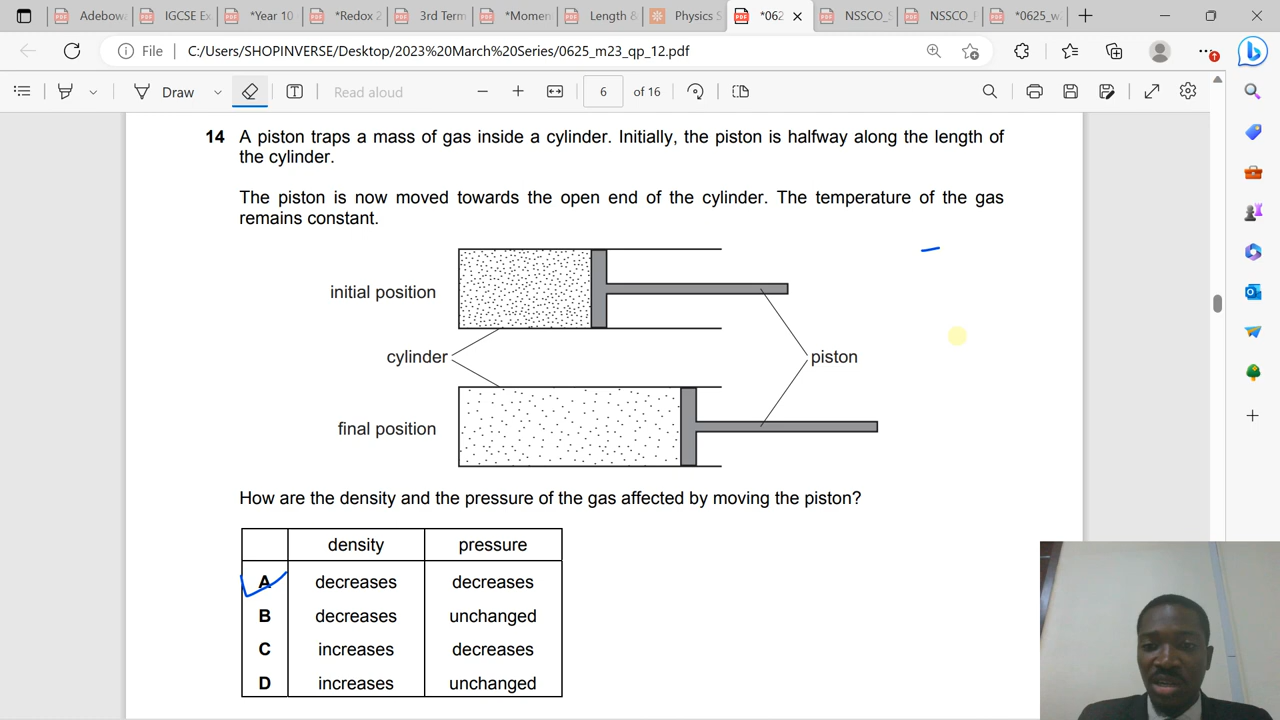 Adebowa
IGCSE Ex
*Year 10
*Redox 2
3rd Term
*Momen
Length &
Physics S
*062
NSSCO_S
NSSCO_
*0625_w
File
C:/Users/SHOPINVERSE/Desktop/2023%20March%20Series/0625_m23_qp_12.pdf
Draw
Read aloud
6 of 16
14 A piston traps a mass of gas inside a cylinder. Initially, the piston is halfway along the length of
the cylinder.
The piston is now moved towards the open end of the cylinder. The temperature of the gas
remains constant.
initial position
cylinder
piston
final position
How are the density and the pressure of the gas affected by moving the piston?
density pressure
A decreases decreases
B decreases unchanged
C increases decreases
D increases unchanged